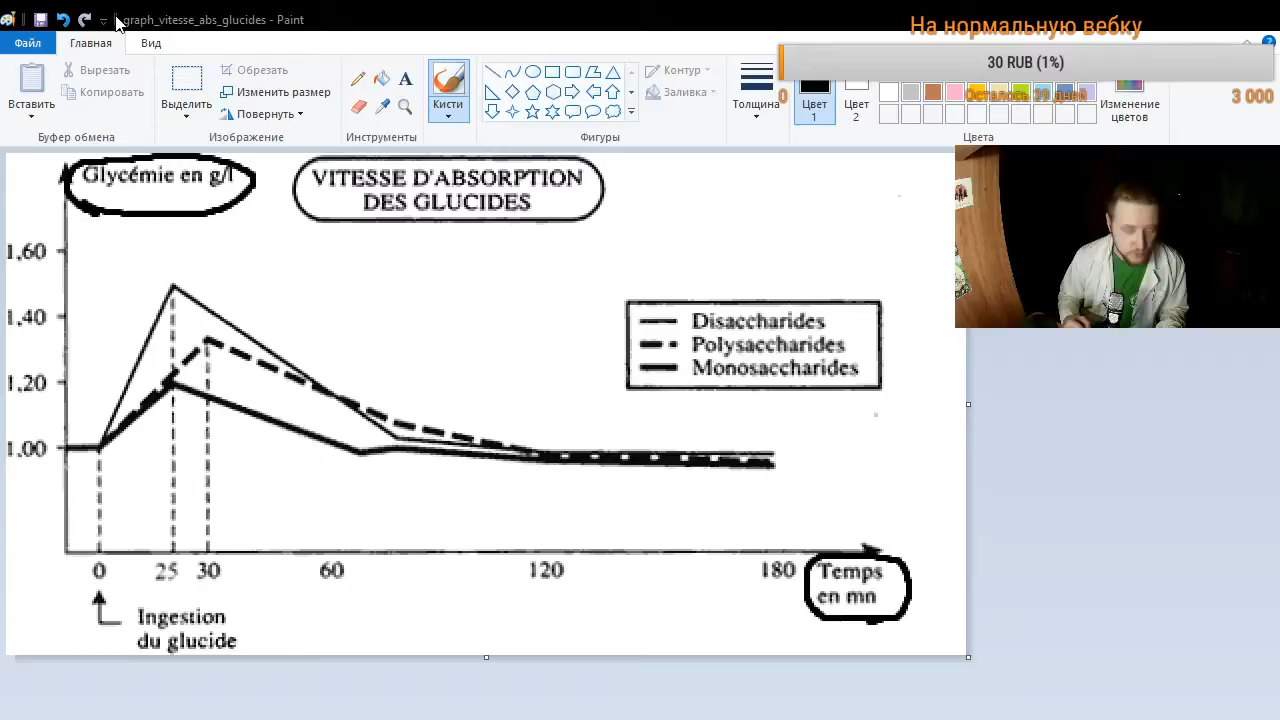 graph_vitesse_abs_glucides - Paint
На нормальную вебку
Файл
Главная
Вид
30 RUB (1%)
0
Осталось 39 дней
3 000
Вставить
Вырезать
Копировать
Буфер обмена
Выделить
Обрезать
Изменить размер
Повернуть
Изображение
A
Инструменты
Кисти
Контур
Заливка
Фигуры
Толщина
Цвет
1
Цвет
2
Изменение
цветов
Цвета
Glycémie en g/l
VITESSE D'ABSORPTION
DES GLUCIDES
1,60
1,40
1,20
1,00
Disaccharides
Polysaccharides
Monosaccharides
0
25
30
60
120
180
Temps
en mn
Ingestion
du glucide